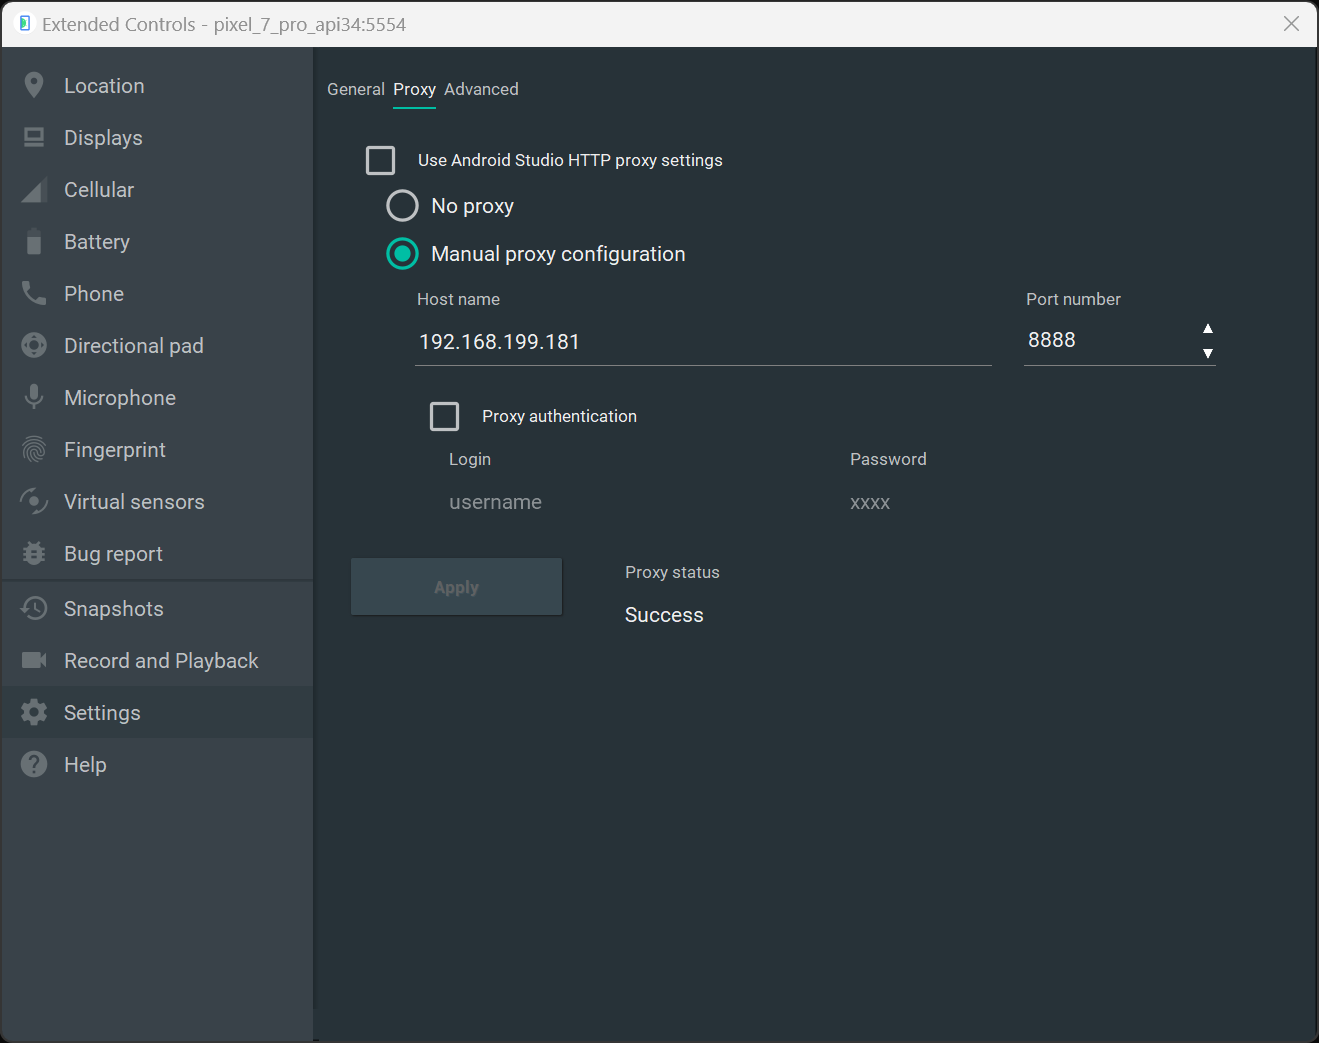 Extended Controls - pixel_7_pro_api34:5554
Location
Displays
Cellular
Battery
Phone
Directional pad
Microphone
Fingerprint
Virtual sensors
Bug report
Snapshots
Record and Playback
Settings
Help
General Proxy Advanced
Use Android Studio HTTP proxy settings
No proxy
Manual proxy configuration
Host name Port number
192.168.199.181 8888
Proxy authentication
Login Password
username xxxx
Apply Proxy status
Success